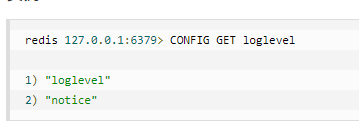 redis 127.0.0.1:6379> CONFIG GET loglevel
1) "loglevel"
2) "notice"